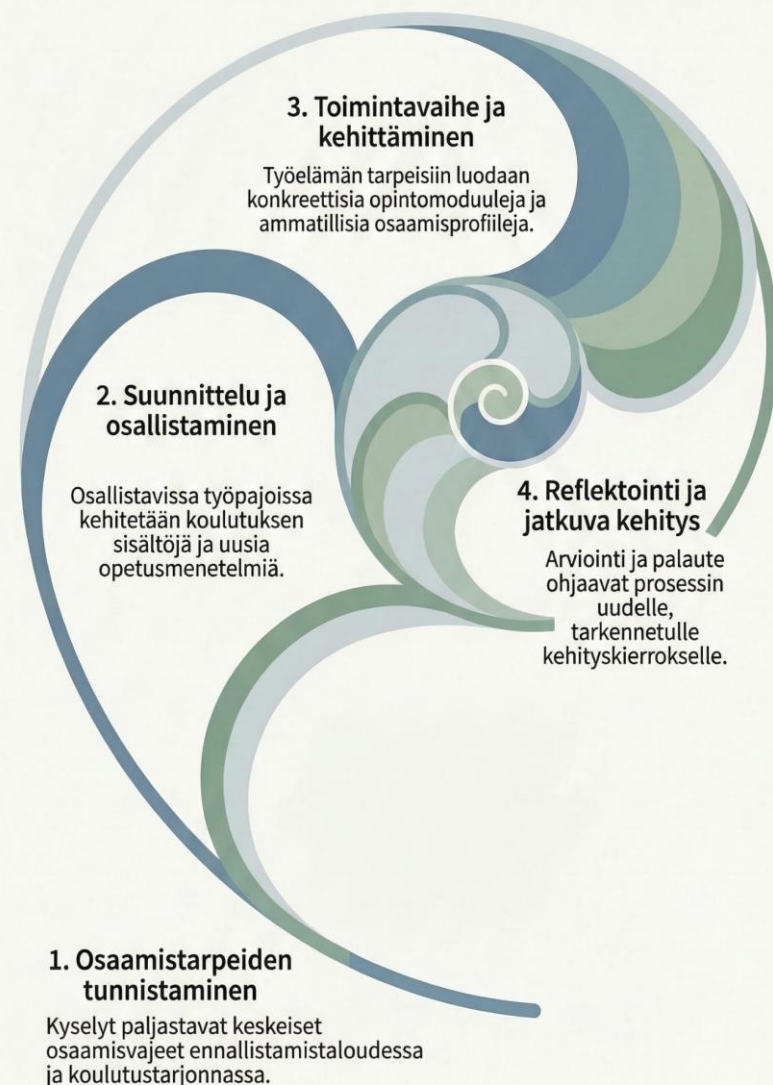 3. Toimintavaihe ja
kehittäminen
Työelämän tarpeisiin luodaan
konkreettisia opintomoduuleja ja
ammatillisia osaamisprofiileja.
2. Suunnittelu ja
osallistaminen
Osallistavissa työpajoissa
kehitetään koulutuksen
sisältöjä ja uusia
opetusmenetelmiä.
4. Reflektointi ja
jatkuva kehitys
Arviointi ja palaute
ohjaavat prosessin
uudelle,
tarkennetulle
kehityskierrokselle.
1. Osaamistarpeiden
tunnistaminen
Kyselyt paljastavat keskeiset
osaamisvajeet ennallistamistaloudessa
ja koulutustarjonnassa.